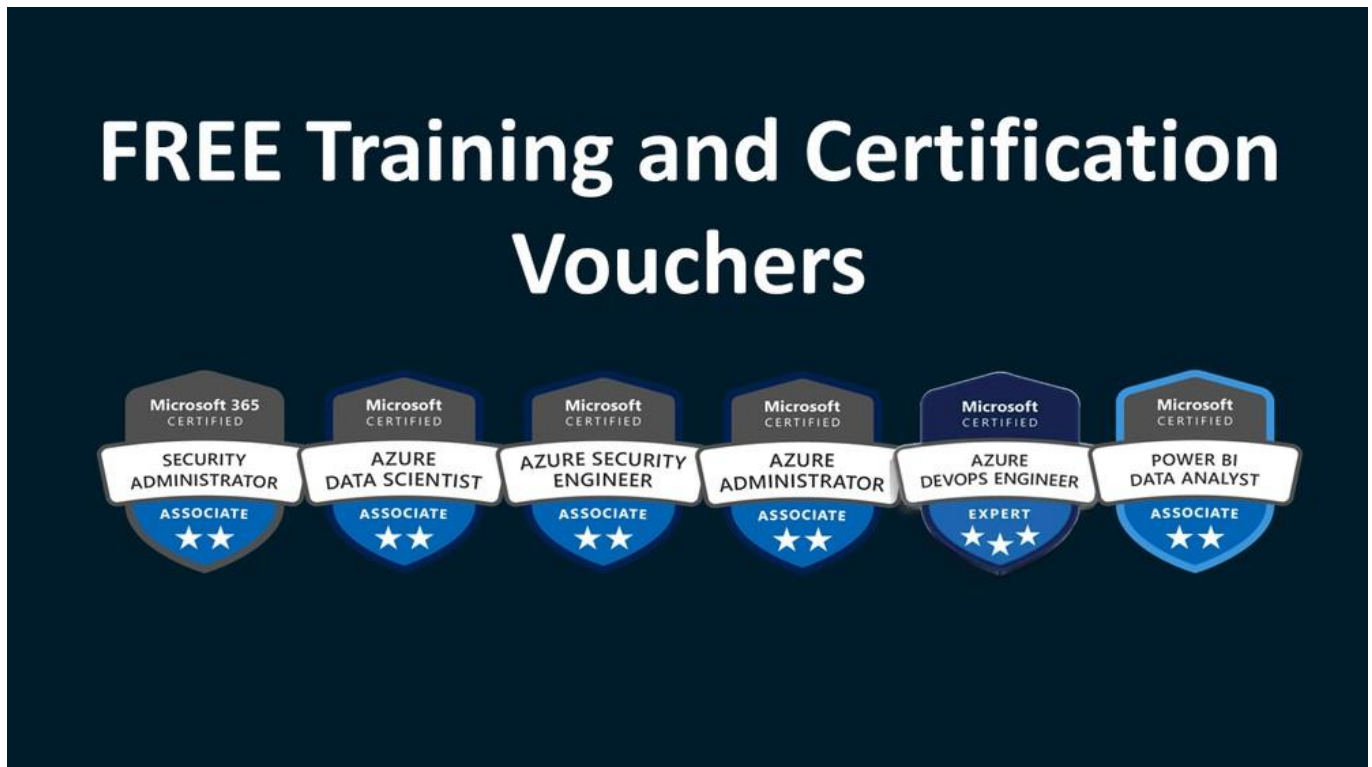 FREE Training and Certification
Vouchers
Microsoft 365
CERTIFIED
SECURITY
ADMINISTRATOR
ASSOCIATE
Microsoft
CERTIFIED
AZURE
DATA SCIENTIST
ASSOCIATE
Microsoft
CERTIFIED
AZURE SECURITY
ENGINEER
ASSOCIATE
Microsoft
CERTIFIED
AZURE
ADMINISTRATOR
ASSOCIATE
Microsoft
CERTIFIED
AZURE
DEVOPS ENGINEER
EXPERT
Microsoft
CERTIFIED
POWER BI
DATA ANALYST
ASSOCIATE